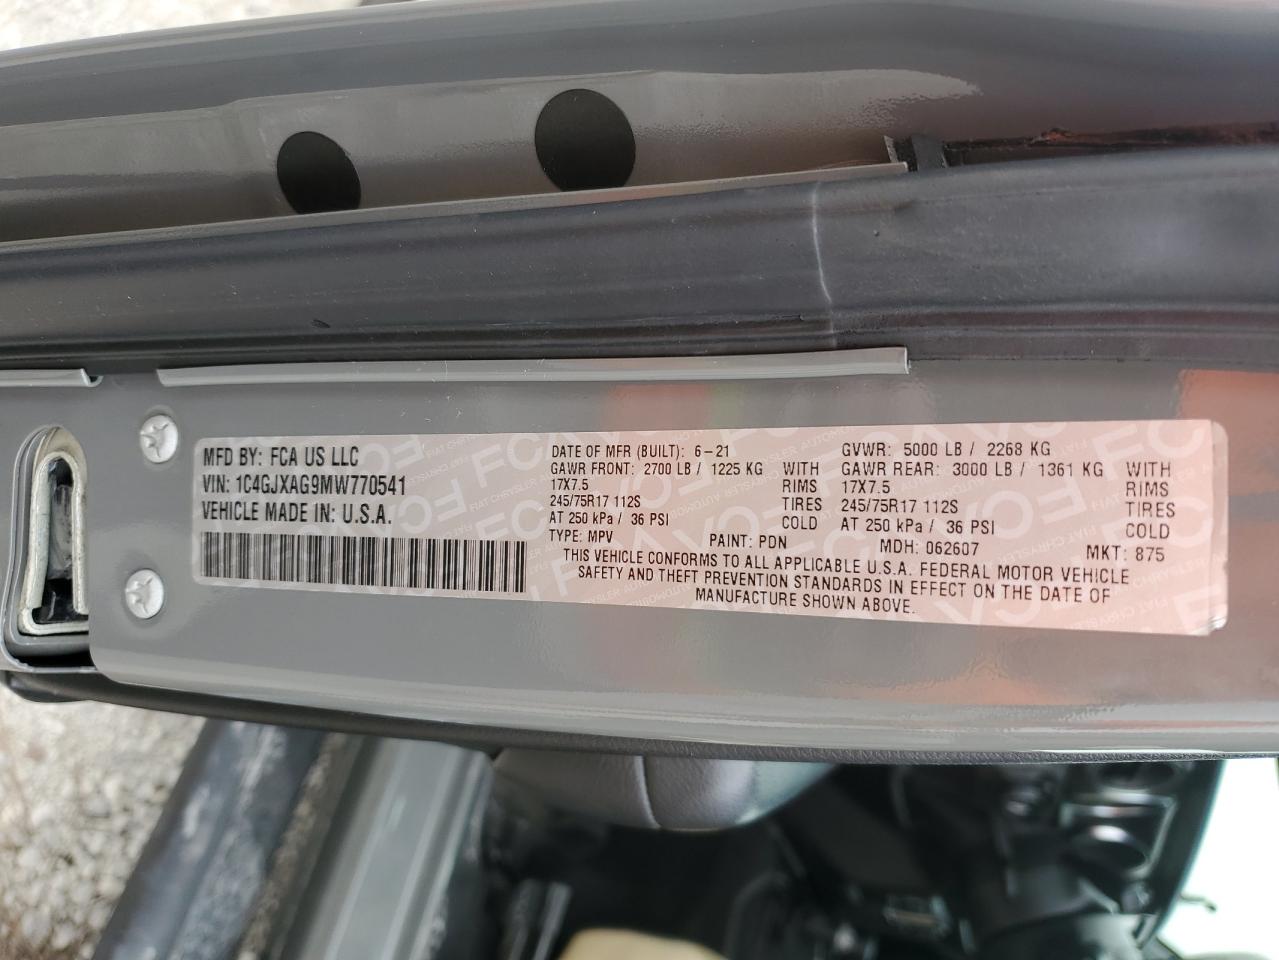 MFD BY: FCA US LLC
VIN: 1C4GJXAG9MW770541
VEHICLE MADE IN: U.S.A.
DATE OF MFR (BUILT): 6-21 GVWR: 5000 LB / 2268 KG
GAWR FRONT: 2700 LB / 1225 KG WITH GAWR REAR: 3000 LB / 1361 KG WITH
17X7.5 RIMS 17X7.5 RIMS
245/75R17 112S TIRES 245/75R17 112S TIRES
AT 250 kPa / 36 PSI COLD AT 250 kPa / 36 PSI COLD
TYPE: MPV PAINT: PDN MDH: 062607 MKT: 875
THIS VEHICLE CONFORMS TO ALL APPLICABLE U.S.A. FEDERAL MOTOR VEHICLE
SAFETY AND THEFT PREVENTION STANDARDS IN EFFECT ON THE DATE OF
MANUFACTURE SHOWN ABOVE.